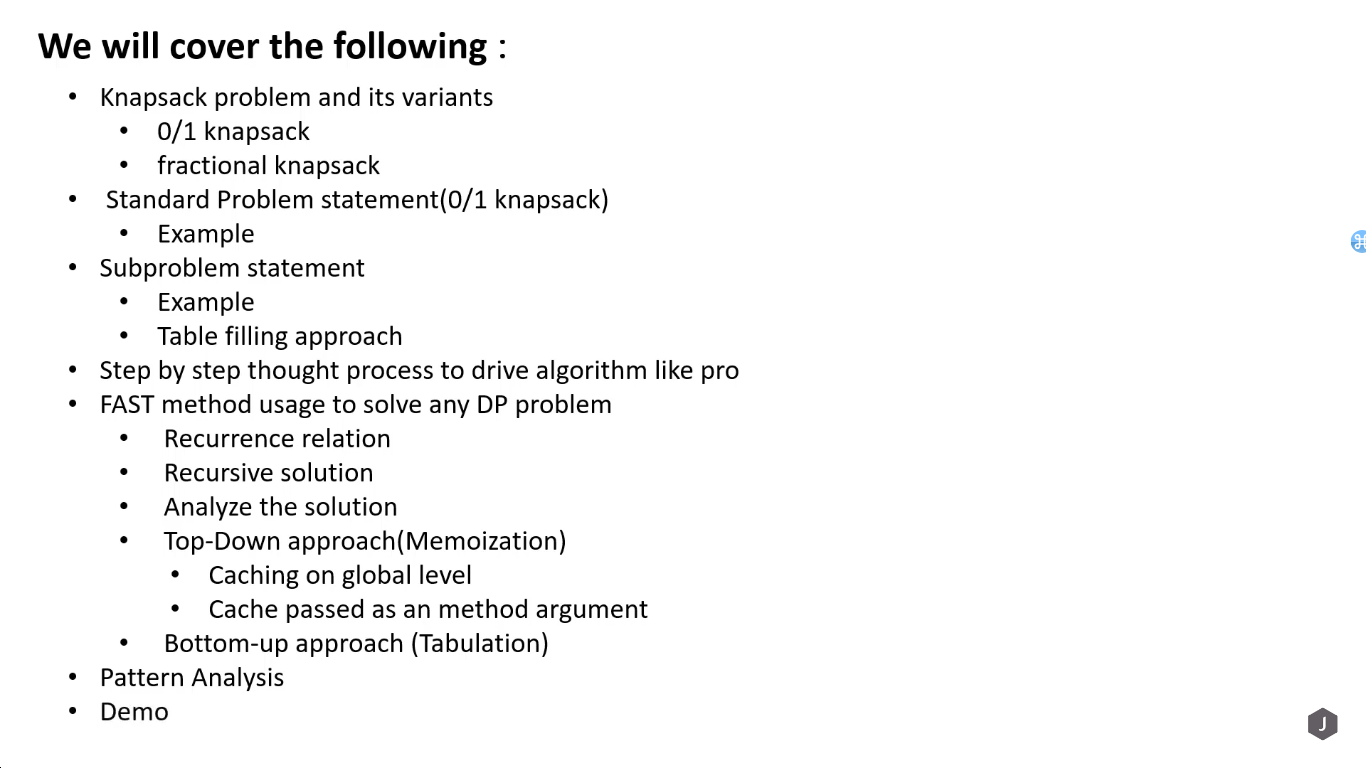 We will cover the following :
• Knapsack problem and its variants
• 0/1 knapsack
• fractional knapsack
• Standard Problem statement(0/1 knapsack)
• Example
• Subproblem statement
• Example
• Table filling approach
• Step by step thought process to drive algorithm like pro
• FAST method usage to solve any DP problem
• Recurrence relation
• Recursive solution
• Analyze the solution
• Top-Down approach(Memoization)
• Caching on global level
• Cache passed as an method argument
• Bottom-up approach (Tabulation)
• Pattern Analysis
• Demo
J